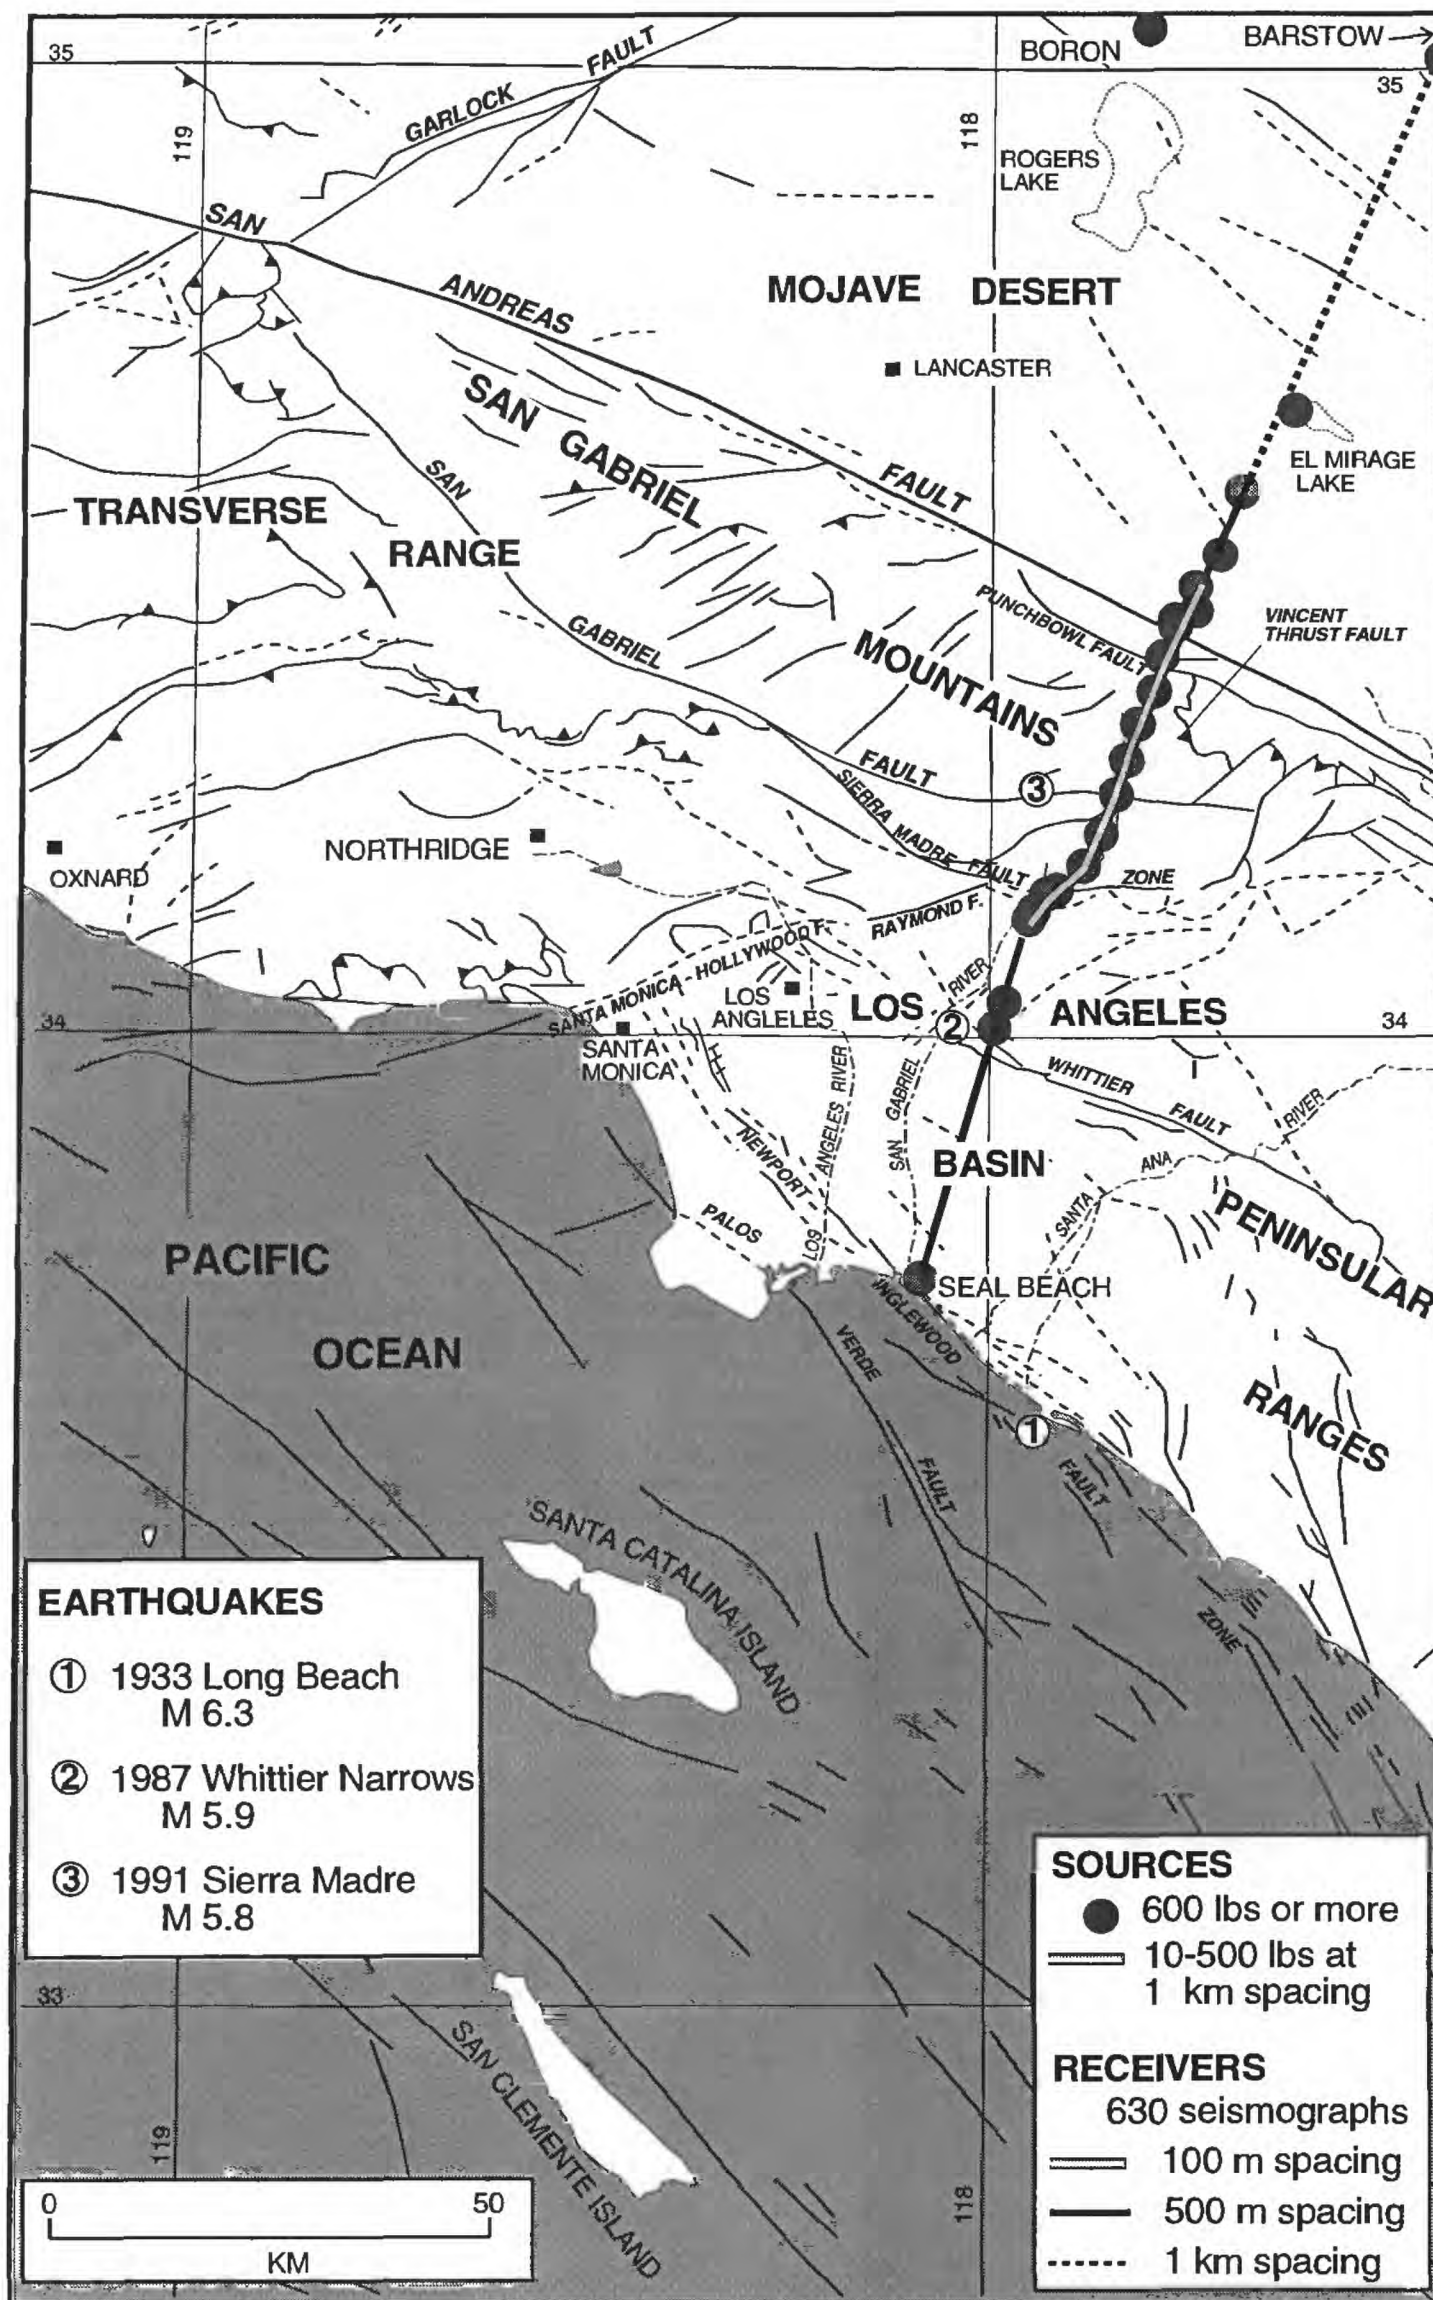 BORON
BARSTOW
35
35
FAULT
GARLOCK
119
118
ROGERS
LAKE
SAN
ANDREAS
FAULT
MOJAVE DESERT
LANCASTER
SAN GABRIEL
MOUNTAINS
EL MIRAGE
LAKE
TRANSVERSE
RANGE
SAN
GABRIEL
FAULT
PUNCHBOWL FAULT
VINCENT
THRUST FAULT
3
SIERRA MADRE FAULT
ZONE
NORTHRIDGE
OXNARD
RAYMOND F.
SANTA MONICA - HOLLYWOOD F.
LOS
ANGLELES
LOS ANGELES
BASIN
RIVER
2
34
34
SANTA
MONICA
WHITTIER
FAULT
LOS
ANGELES RIVER
SAN GABRIEL
SANTA
ANA
RIVER
NEWPORT
INGLEWOOD
FAULT
ZONE
PALOS
VERDE
FAULT
SEAL BEACH
PENINSULAR
RANGES
PACIFIC
OCEAN
1
SANTA CATALINA ISLAND
EARTHQUAKES
1 1933 Long Beach
M 6.3
2 1987 Whittier Narrows
M 5.9
3 1991 Sierra Madre
M 5.8
33
SAN CLEMENTE ISLAND
119
118
0 50
KM
SOURCES
600 lbs or more
10-500 lbs at
1 km spacing
RECEIVERS
630 seismographs
100 m spacing
500 m spacing
1 km spacing